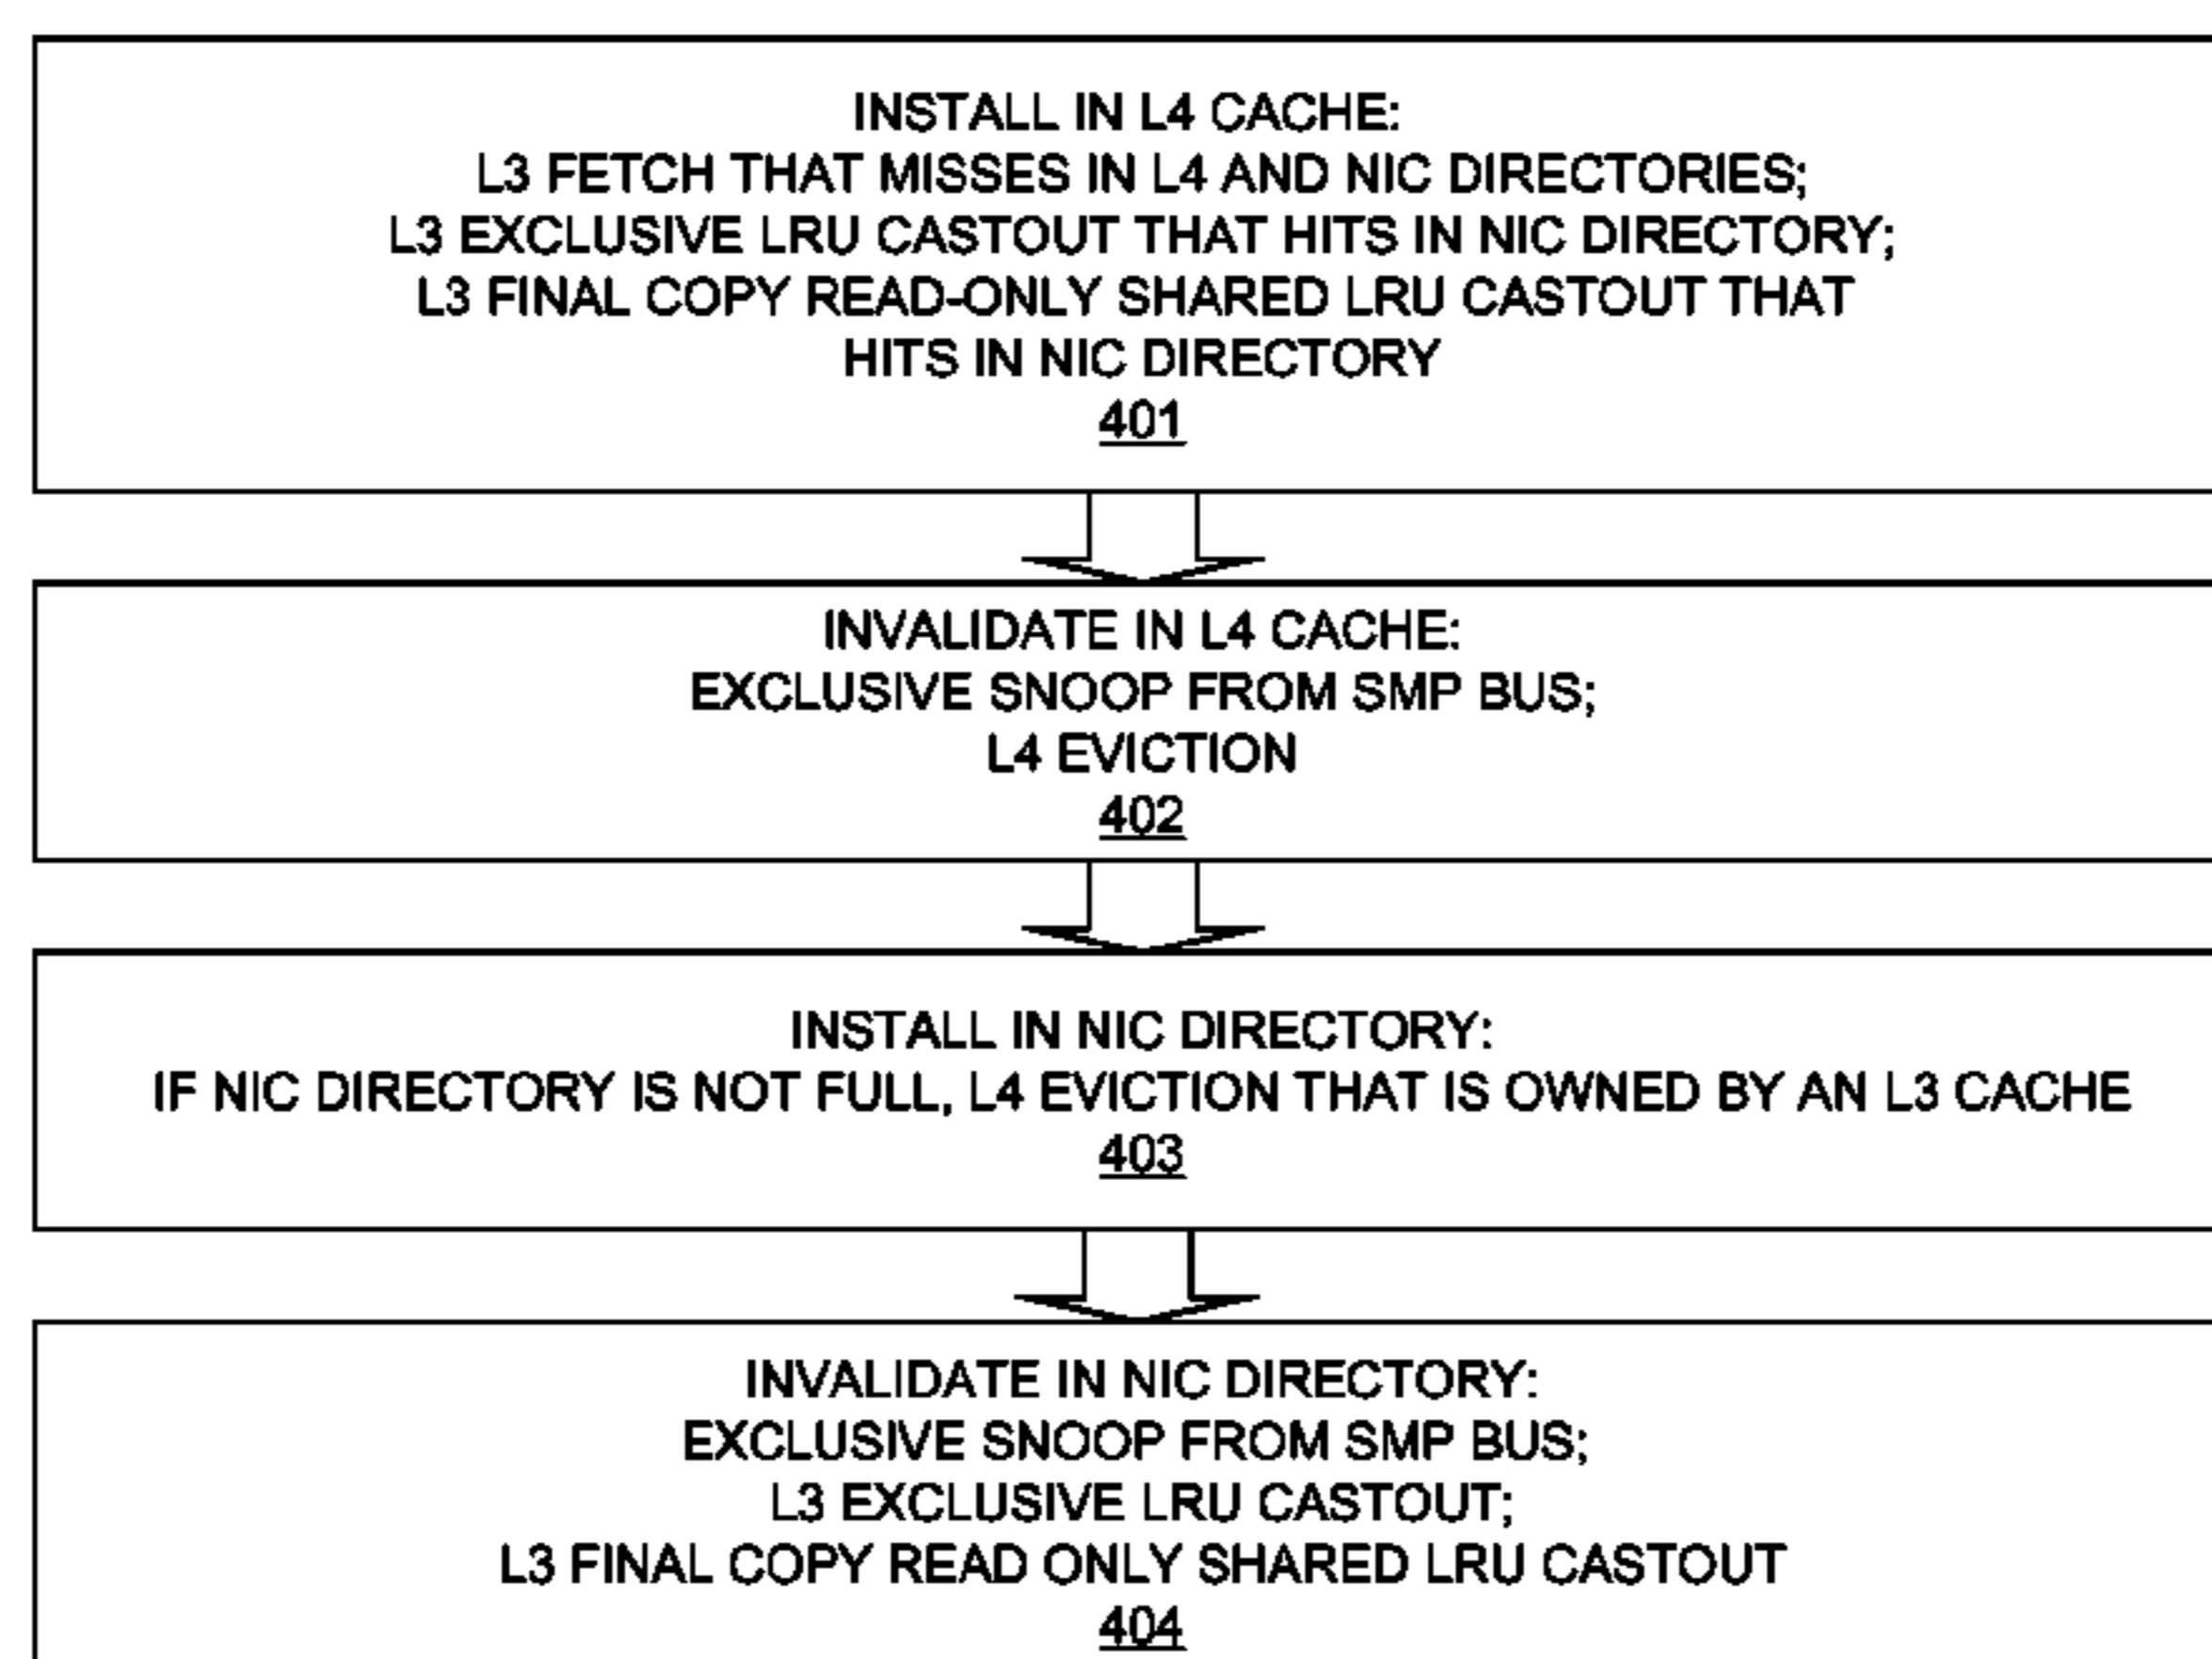 INSTALL IN L4 CACHE:
L3 FETCH THAT MISSES IN L4 AND NIC DIRECTORIES;
L3 EXCLUSIVE LRU CASTOUT THAT HITS IN NIC DIRECTORY;
L3 FINAL COPY READ-ONLY SHARED LRU CASTOUT THAT
HITS IN NIC DIRECTORY
401
INVALIDATE IN L4 CACHE:
EXCLUSIVE SNOOP FROM SMP BUS;
L4 EVICTION
402
INSTALL IN NIC DIRECTORY:
IF NIC DIRECTORY IS NOT FULL, L4 EVICTION THAT IS OWNED BY AN L3 CACHE
403
INVALIDATE IN NIC DIRECTORY:
EXCLUSIVE SNOOP FROM SMP BUS;
L3 EXCLUSIVE LRU CASTOUT;
L3 FINAL COPY READ ONLY SHARED LRU CASTOUT
404